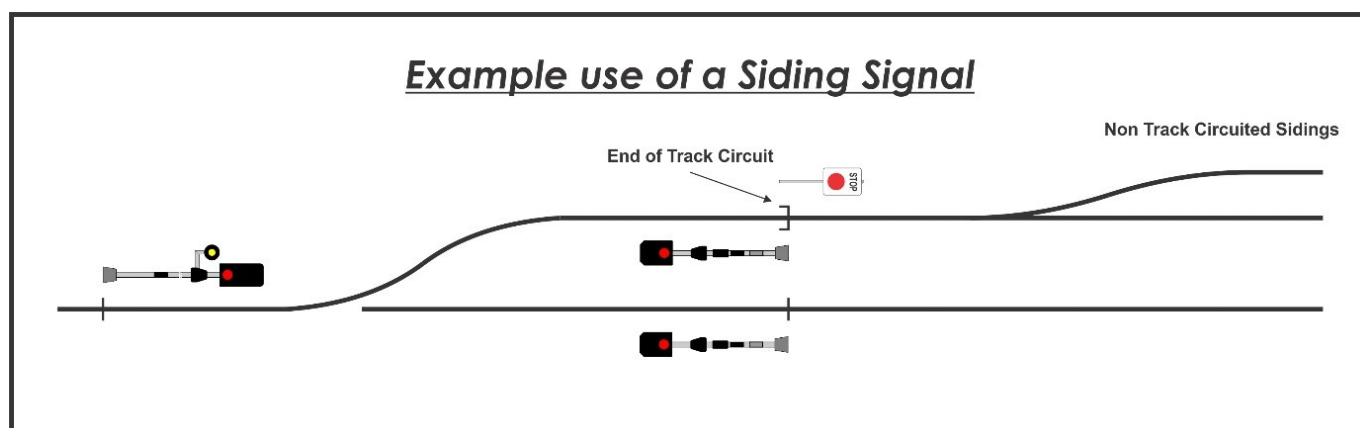 Example use of a Siding Signal
Non Track Circuited Sidings
End of Track Circuit
STOP